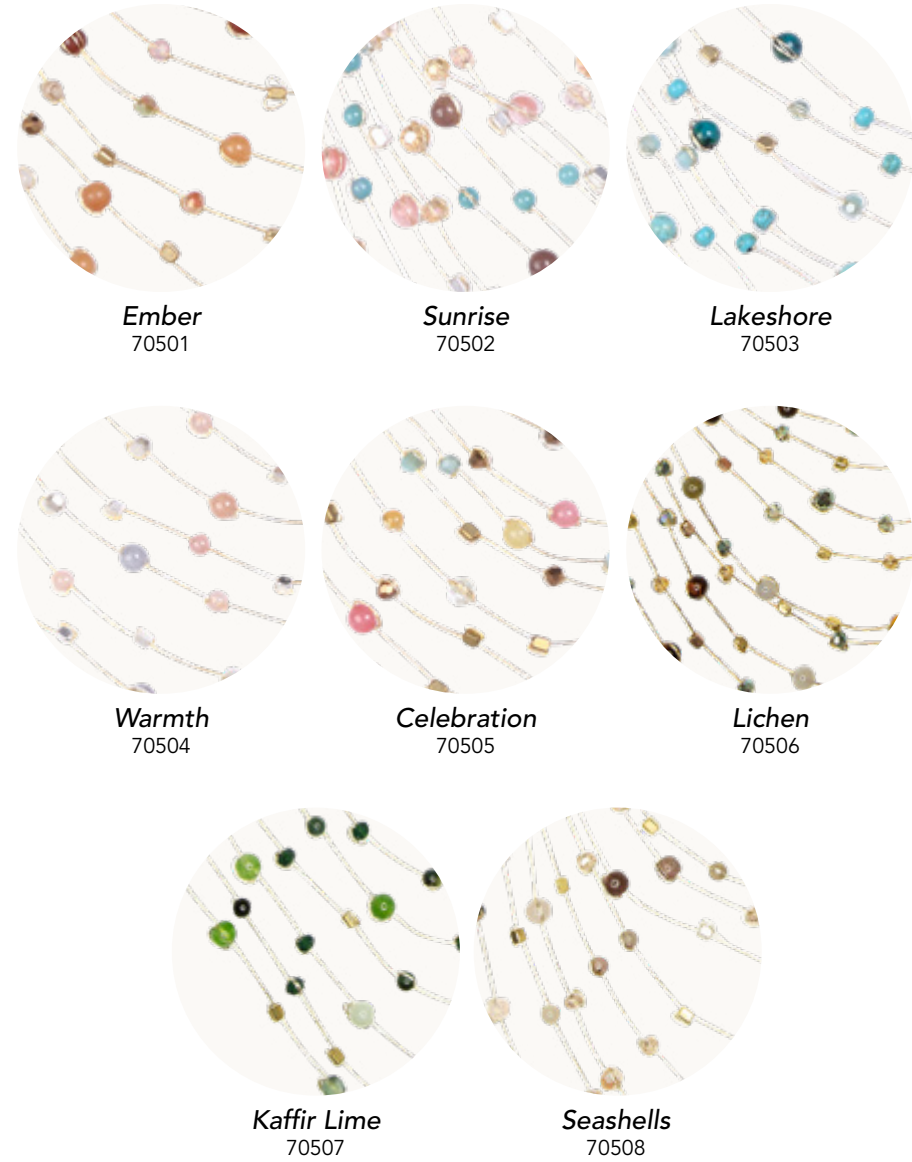 Ember
70501
Sunrise
70502
Lakeshore
70503
Warmth
70504
Celebration
70505
Lichen
70506
Kaffir Lime
70507
Seashells
70508